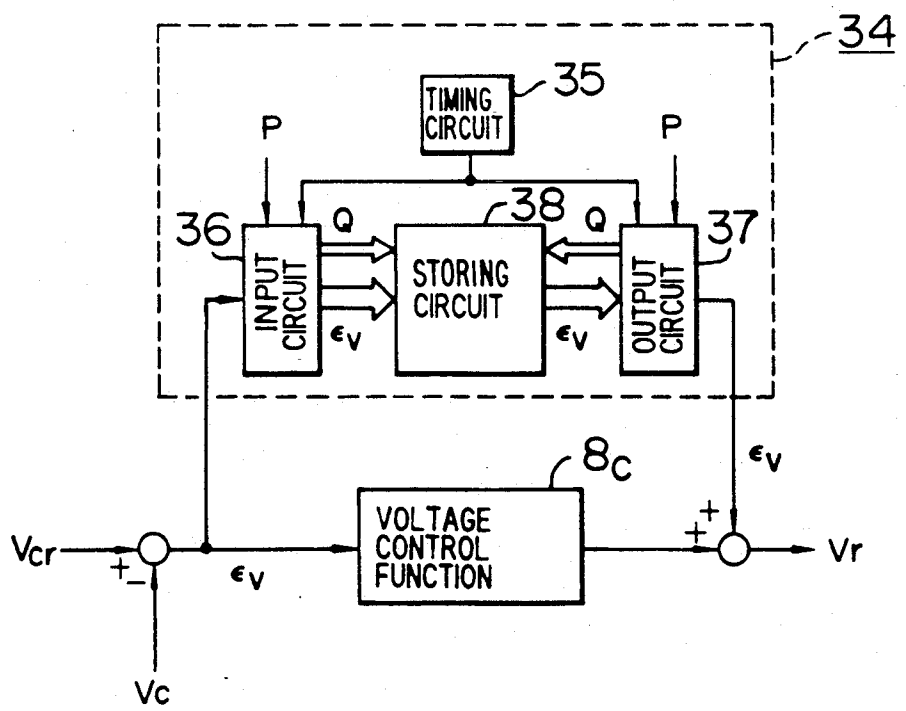 34
35
TIMING
CIRCUIT
P
P
36
Q
38
Q
37
INPUT
CIRCUIT
STORING
CIRCUIT
OUTPUT
CIRCUIT
εV
εV
εV
8C
VOLTAGE
CONTROL
FUNCTION
Vcr
+
-
εV
+
+
Vr
Vc